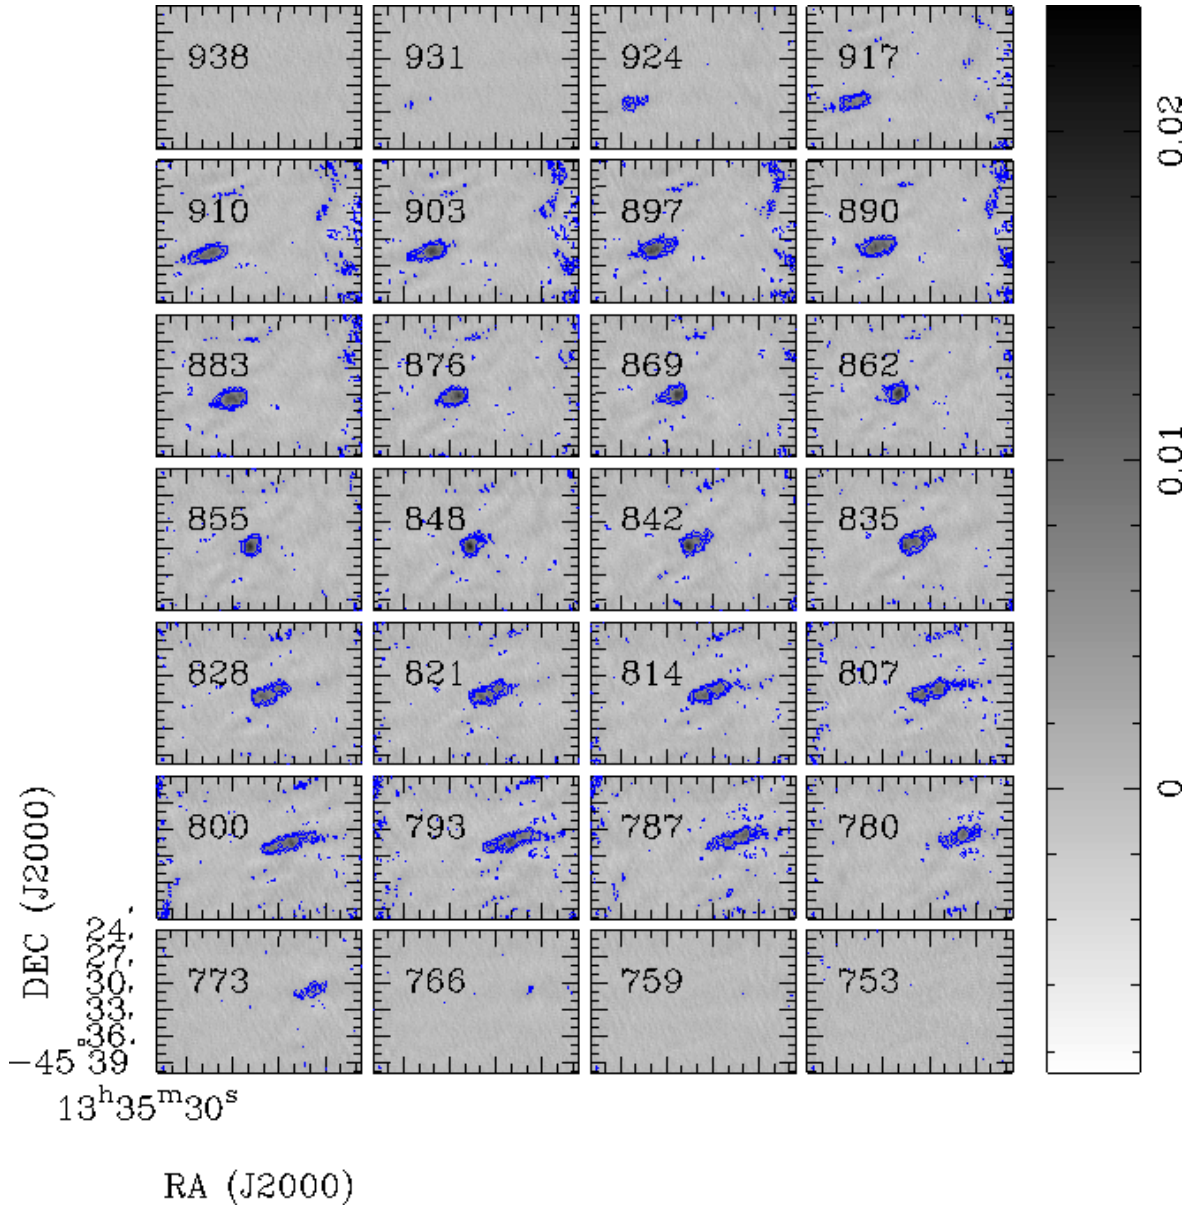 938 931 924 917
910 903 897 890
883 876 869 862
855 848 842 835
828 821 814 807
800 793 787 780
773 766 759 753
0.02
0.01
0
DEC (J2000)
24'
27'
30'
33'
36'
−45°39'
13h35m30s
RA (J2000)